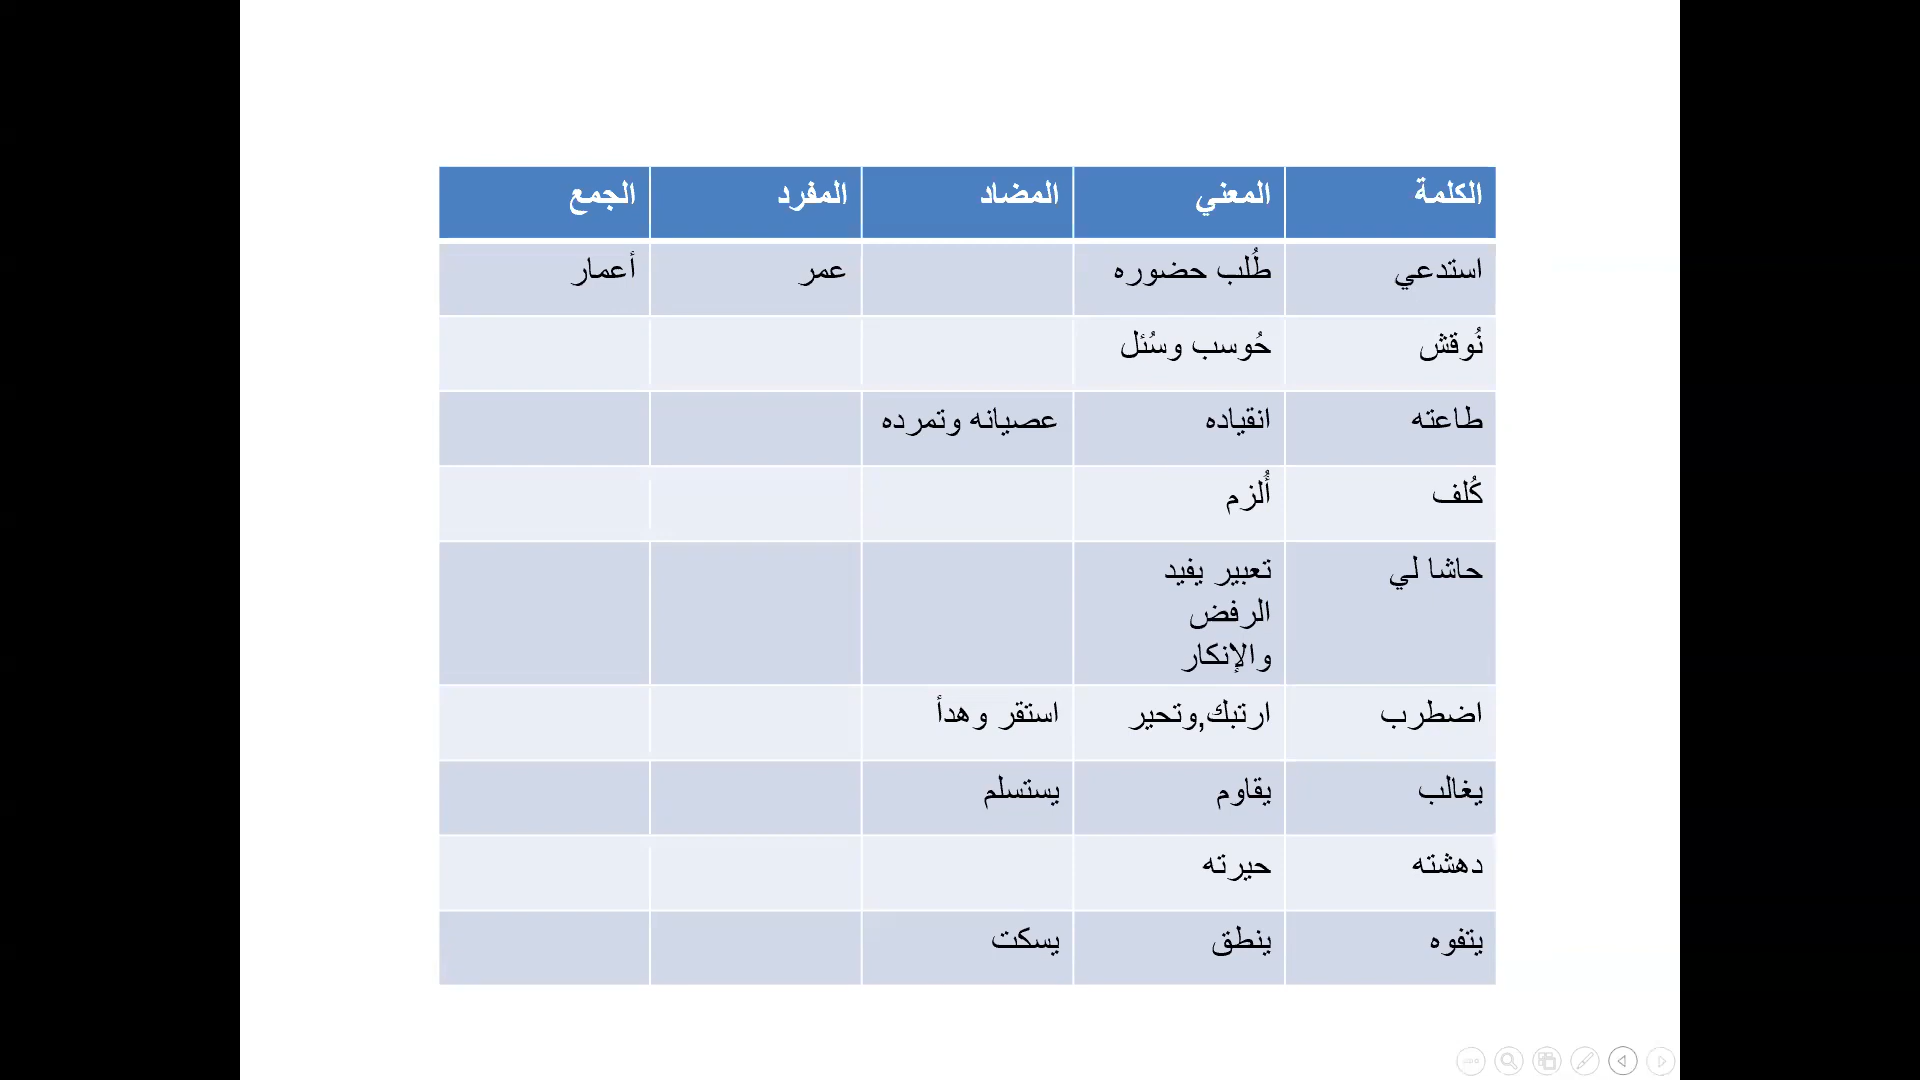 الكلمة المعني المضاد المفرد الجمع
استدعي طُلب حضوره عمر أعمار
نُوقش حُوسب وسُئل
طاعته انقياده عصيانه وتمرده
كُلف أُلزم
حاشا لي تعبير يفيد
الرفض
والإنكار
اضطرب ارتبك,وتحير استقر وهدأ
يغالب يقاوم يستسلم
دهشته حيرته
يتفوه ينطق يسكت